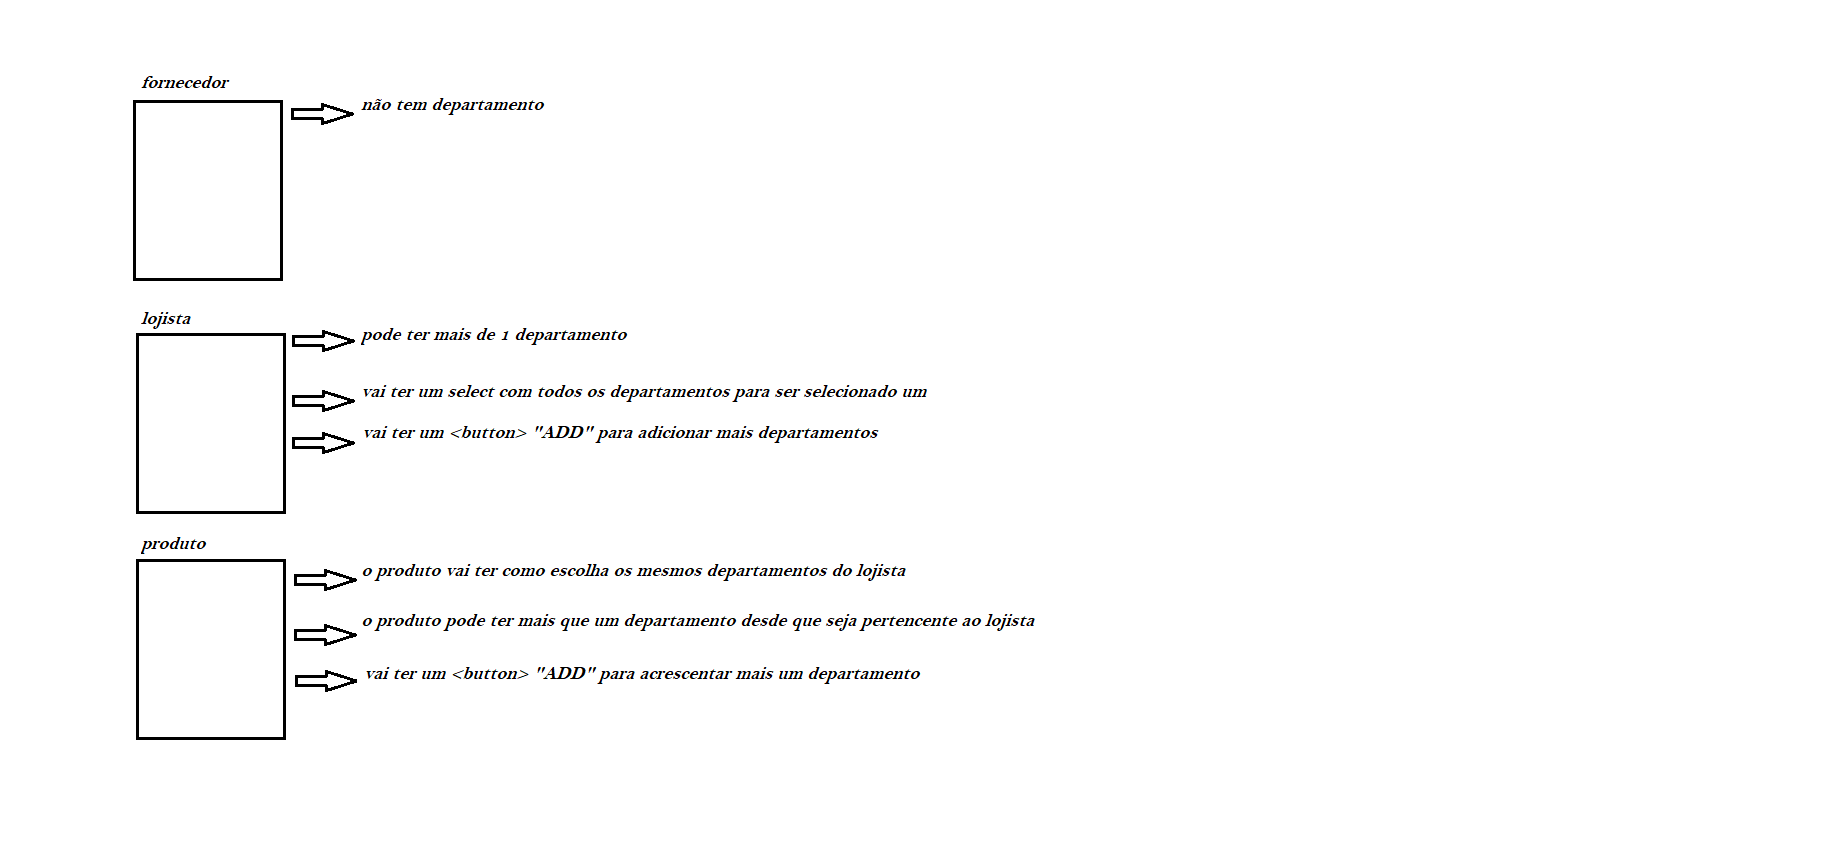 fornecedor
não tem departamento
lojista
pode ter mais de 1 departamento
vai ter um select com todos os departamentos para ser selecionado um
vai ter um <button> "ADD" para adicionar mais departamentos
produto
o produto vai ter como escolha os mesmos departamentos do lojista
o produto pode ter mais que um departamento desde que seja pertencente ao lojista
vai ter um <button> "ADD" para acrescentar mais um departamento